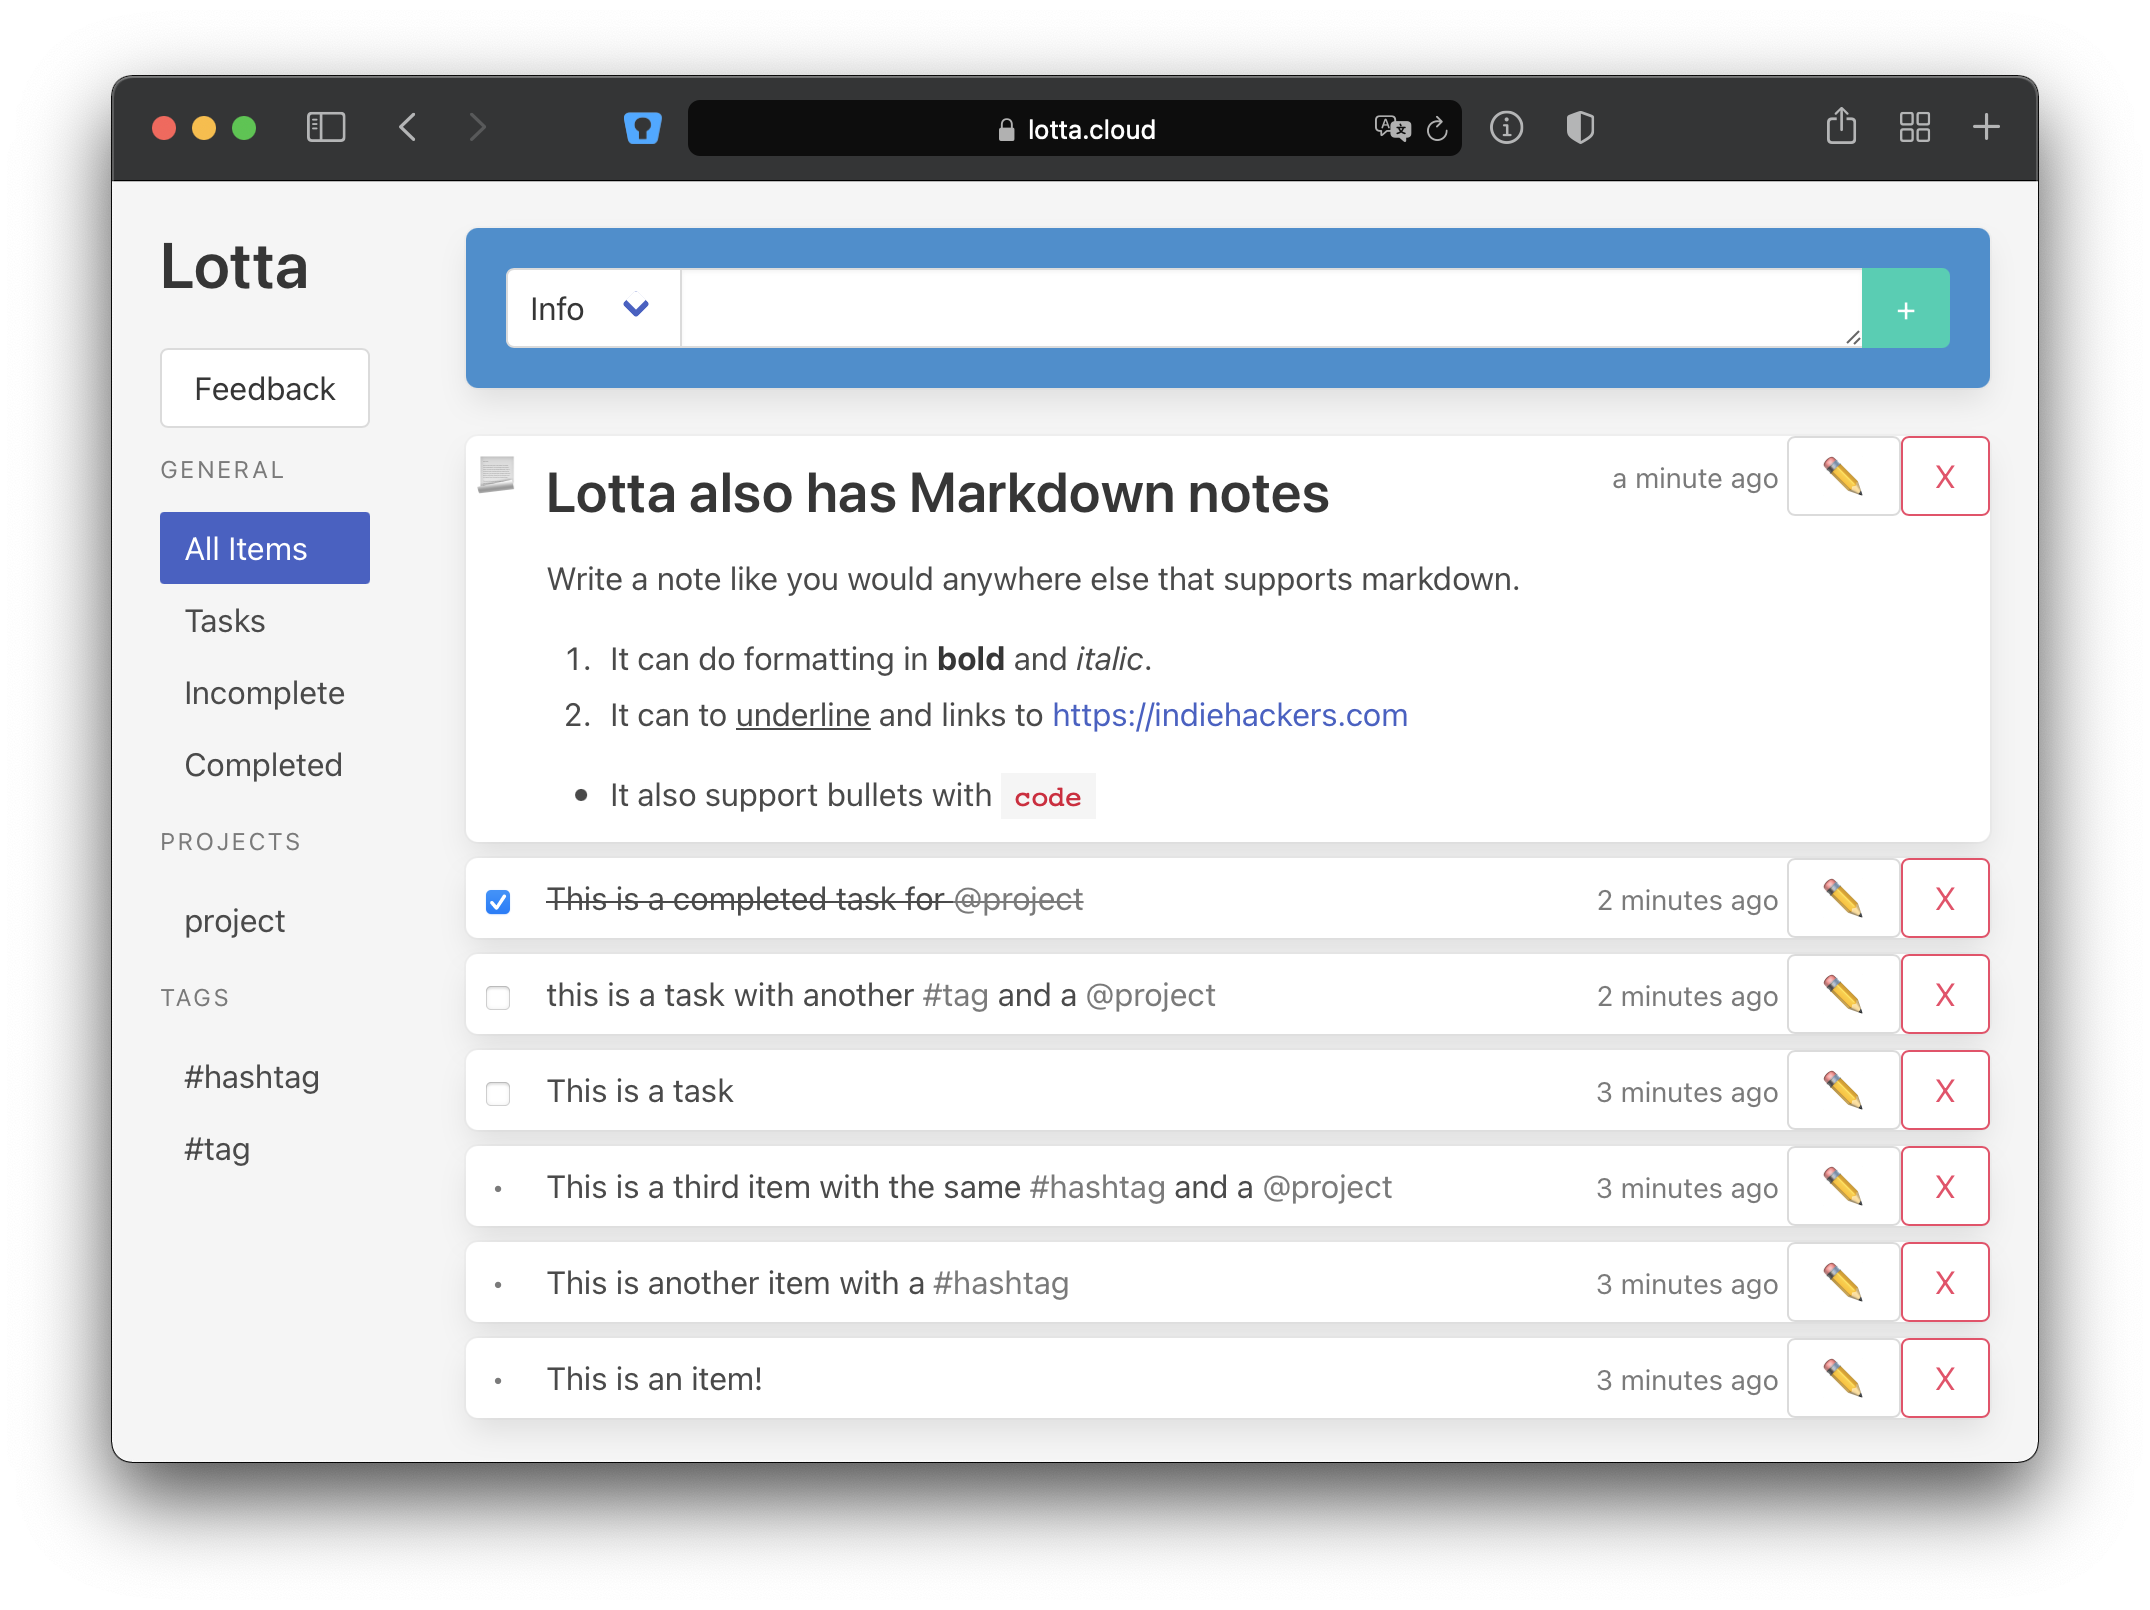 lotta.cloud
Lotta
Feedback
GENERAL
All Items
Tasks
Incomplete
Completed
PROJECTS
project
TAGS
#hashtag
#tag
Info
+
Lotta also has Markdown notes
a minute ago
X
Write a note like you would anywhere else that supports markdown.
1. It can do formatting in bold and italic.
2. It can to underline and links to https://indiehackers.com
• It also support bullets with code
This is a completed task for @project
2 minutes ago
X
this is a task with another #tag and a @project
2 minutes ago
X
This is a task
3 minutes ago
X
This is a third item with the same #hashtag and a @project
3 minutes ago
X
This is another item with a #hashtag
3 minutes ago
X
This is an item!
3 minutes ago
X